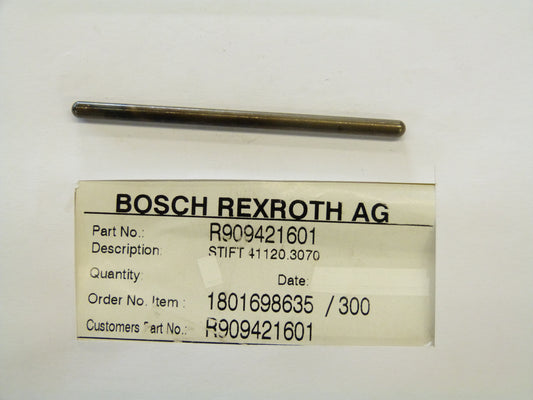 BOSCH REXROTH AG
Part No.: R909421601
Description: STIFT 41120.3070
Quantity: Date:
Order No. Item : 1801698635 / 300
Customers Part No.: R909421601